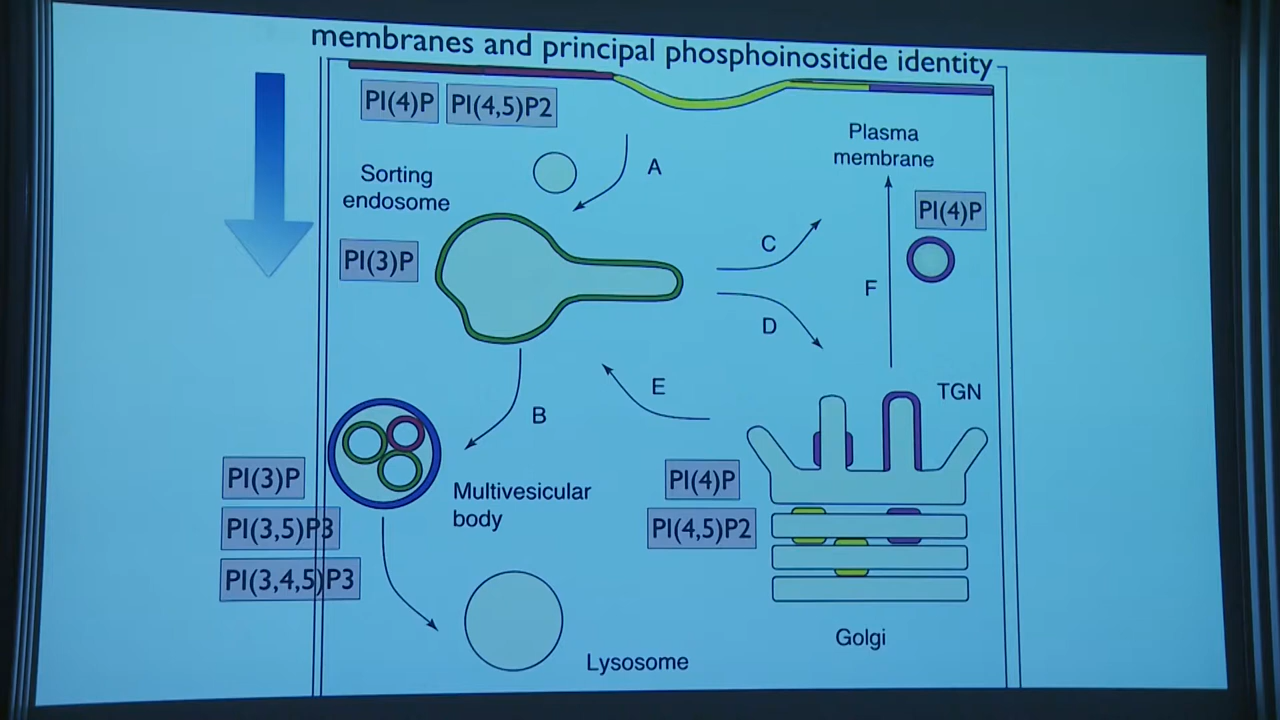 membranes and principal phosphoinositide identity
PI(4)P PI(4,5)P2
Plasma
membrane
A
Sorting
endosome
PI(4)P
PI(3)P
C
F
D
E
TGN
B
PI(3)P
Multivesicular
body
PI(4)P
PI(3,5)P3
PI(4,5)P2
PI(3,4,5)P3
Golgi
Lysosome